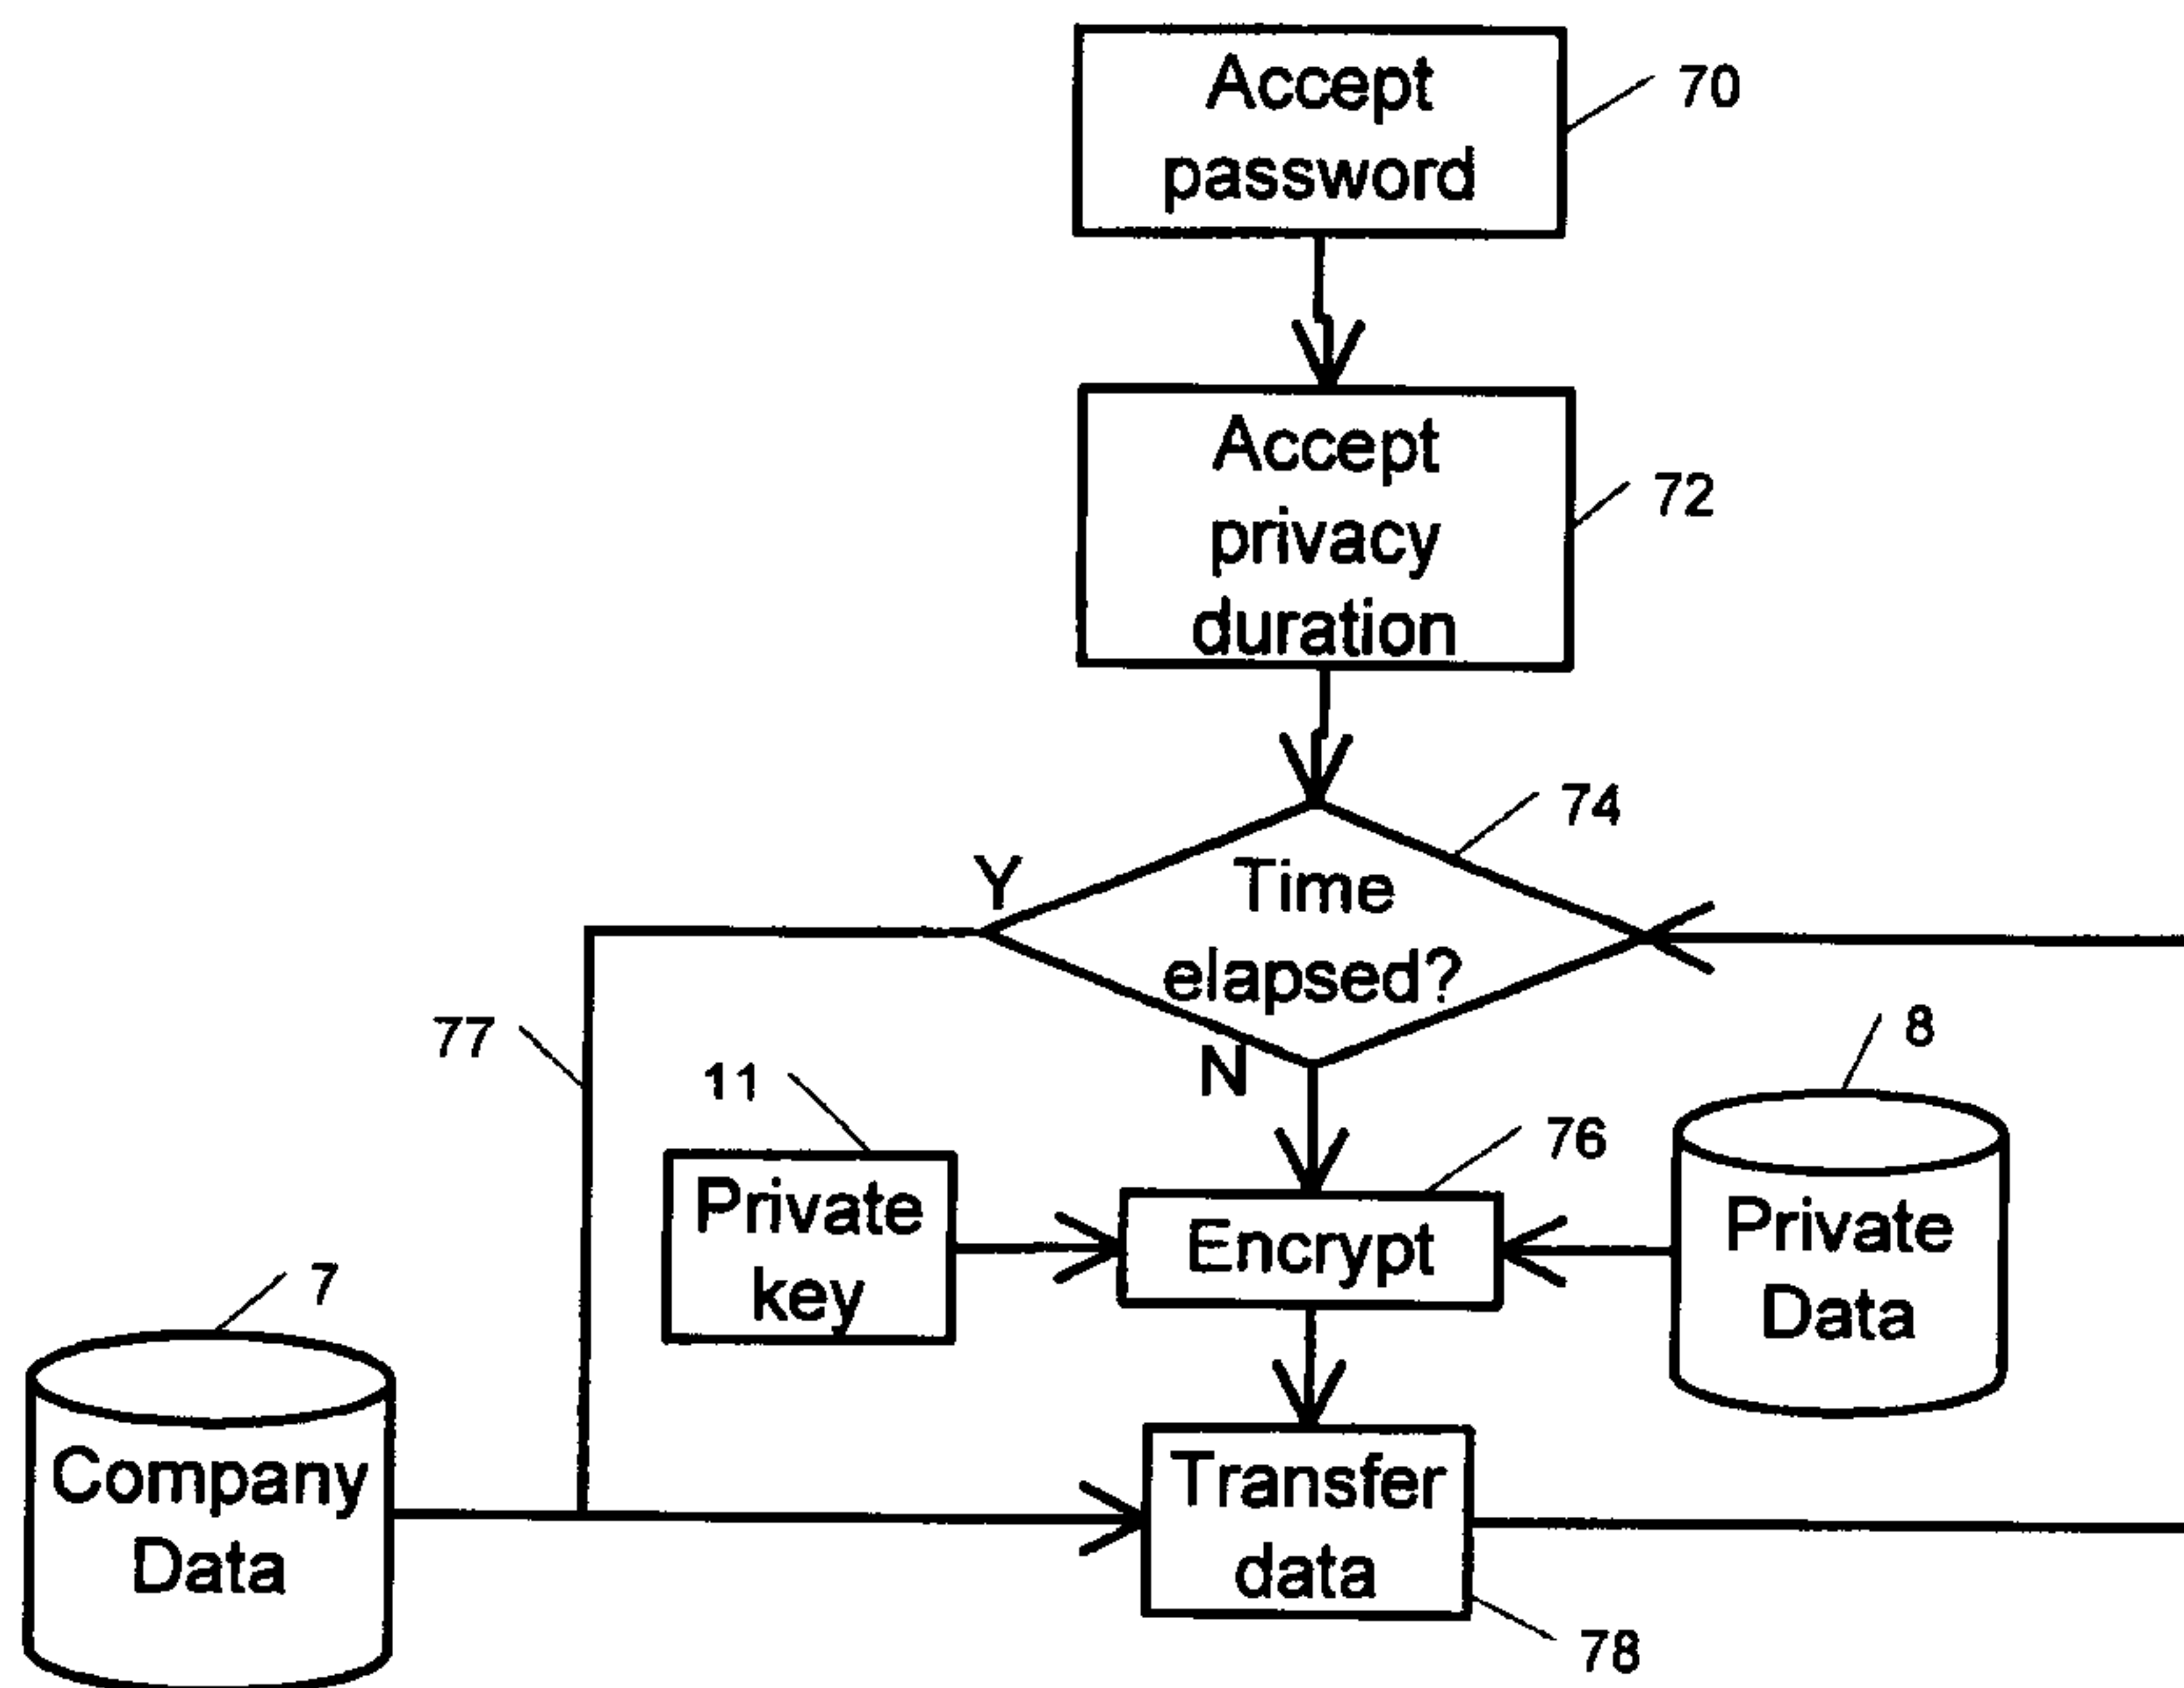 Accept
password
70
Accept
privacy
duration
72
74
Y
Time
elapsed?
N
77
8
11
76
Private
key
Encrypt
Private
Data
7
Company
Data
Transfer
data
78